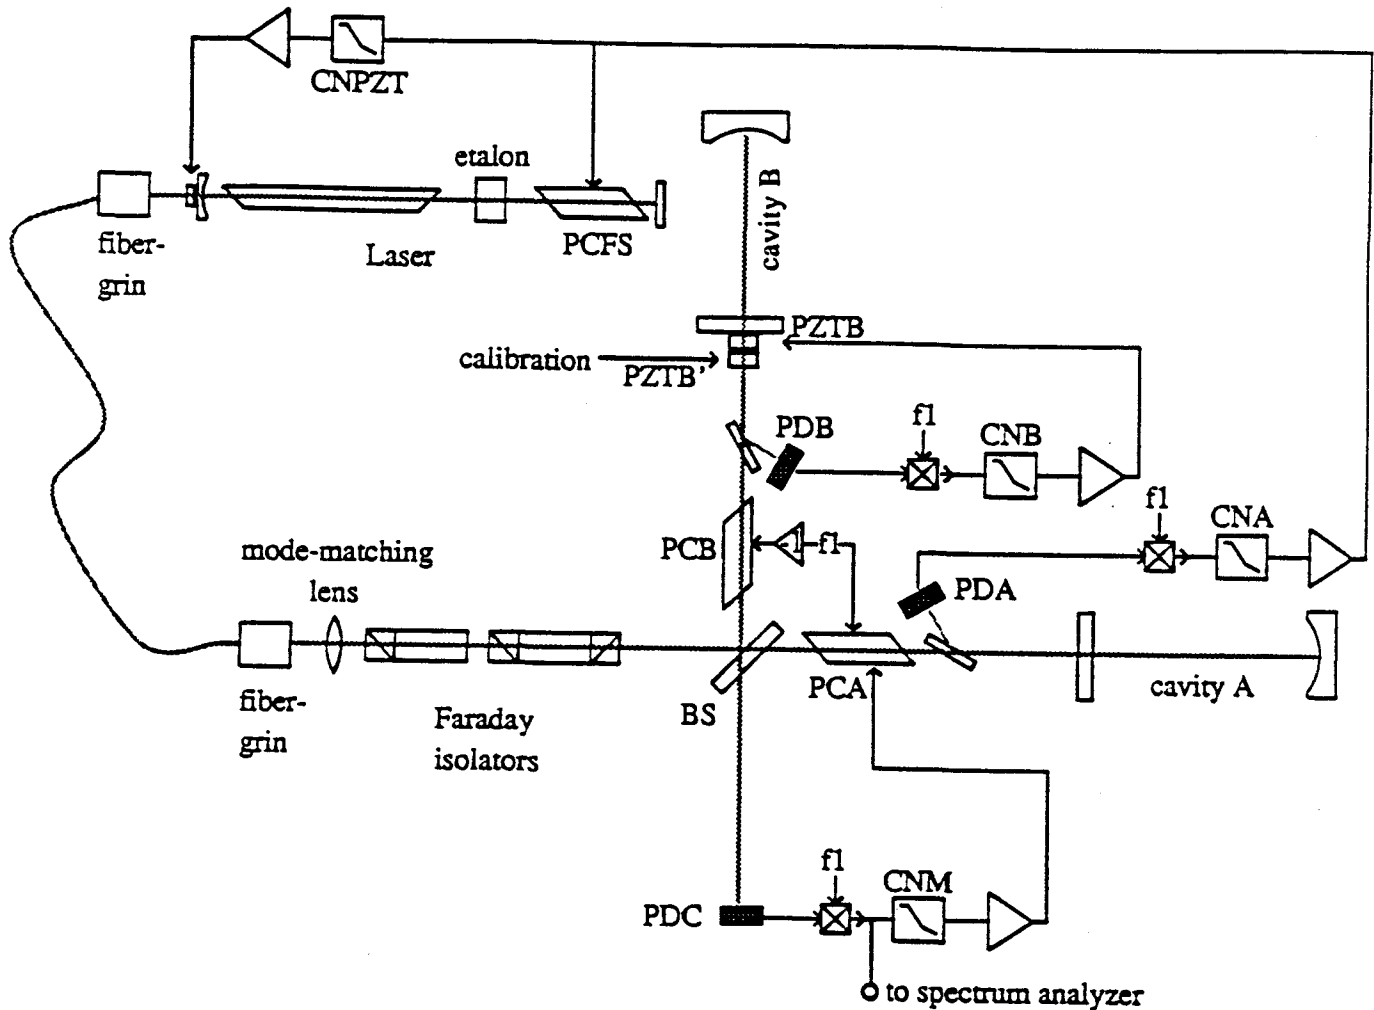 CNPZT
etalon
cavity B
fiber-
grin
Laser
PCFS
PZTB
calibration
PZTB'
f1
PDB
CNB
f1
CNA
mode-matching
lens
PCB
-1
f1
PDA
fiber-
grin
Faraday
isolators
BS
PCA
cavity A
f1
CNM
PDC
to spectrum analyzer